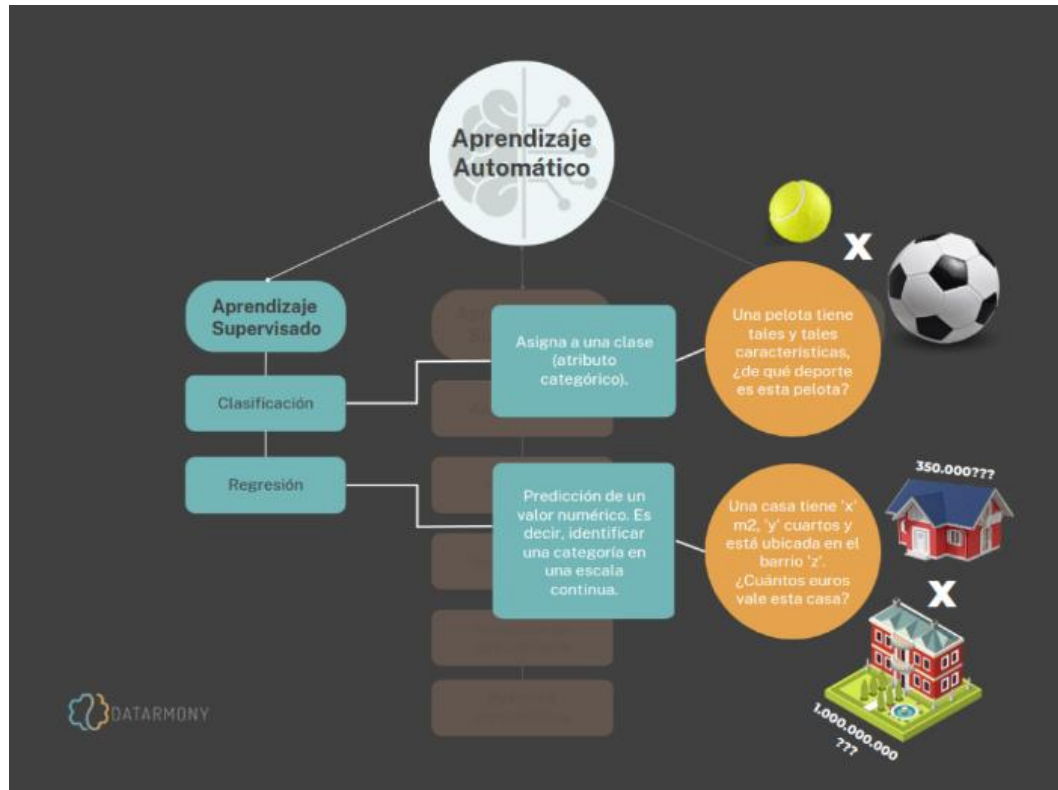 Aprendizaje
Automático
Aprendizaje
Supervisado
Clasificación
Regresión
Asigna a una clase
(atributo
categórico).
Una pelota tiene
tales y tales
características,
¿de qué deporte
es esta pelota?
X
Predicción de un
valor numérico. Es
decir, identificar
una categoría en
una escala
continua.
Una casa tiene 'x'
m2, 'y' cuartos y
está ubicada en el
barrio 'z'.
¿Cuántos euros
vale esta casa?
350.000???
X
1.000.000.000
???
DATARMONY